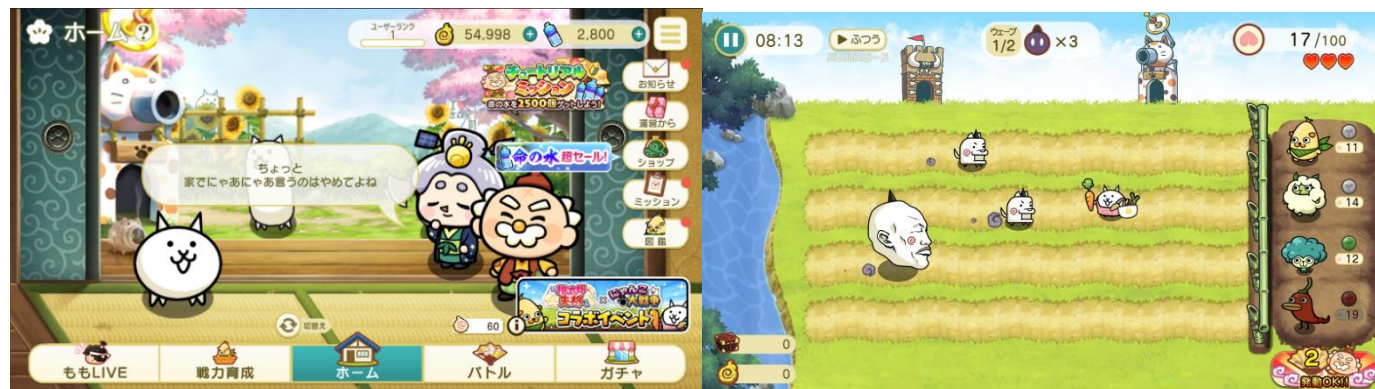 ホーム
?
ユーザーランク
1
54,998
2,800
チュートリアル
ミッション
命の水を2500個ゲットしよう!
お知らせ
運営から
命の水 超セール!
ショップ
ミッション
図鑑
ちょっと
家でにゃあにゃあ言うのはやめてよね
にゃんこ
大戦争
コラボイベント
切替え
60
ももLIVE
戦力育成
ホーム
バトル
ガチャ
08:13
ふつう
ウェーブ
1/2
×3
17/100
11
14
12
19
0
0
2
発動OK!!